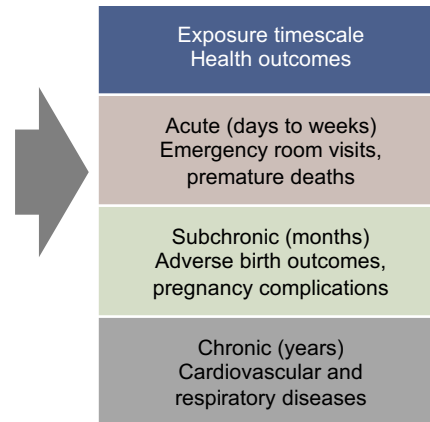 Exposure timescale
Health outcomes
Acute (days to weeks)
Emergency room visits,
premature deaths
Subchronic (months)
Adverse birth outcomes,
pregnancy complications
Chronic (years)
Cardiovascular and
respiratory diseases